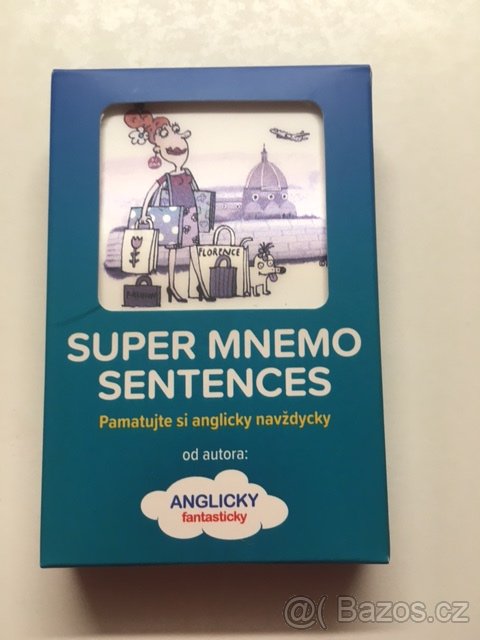 FLORENCE
SUPER MNEMO
SENTENCES
Pamatujte si anglicky navždycky
od autora:
ANGLICKY
fantasticky
@( Bazos.cz